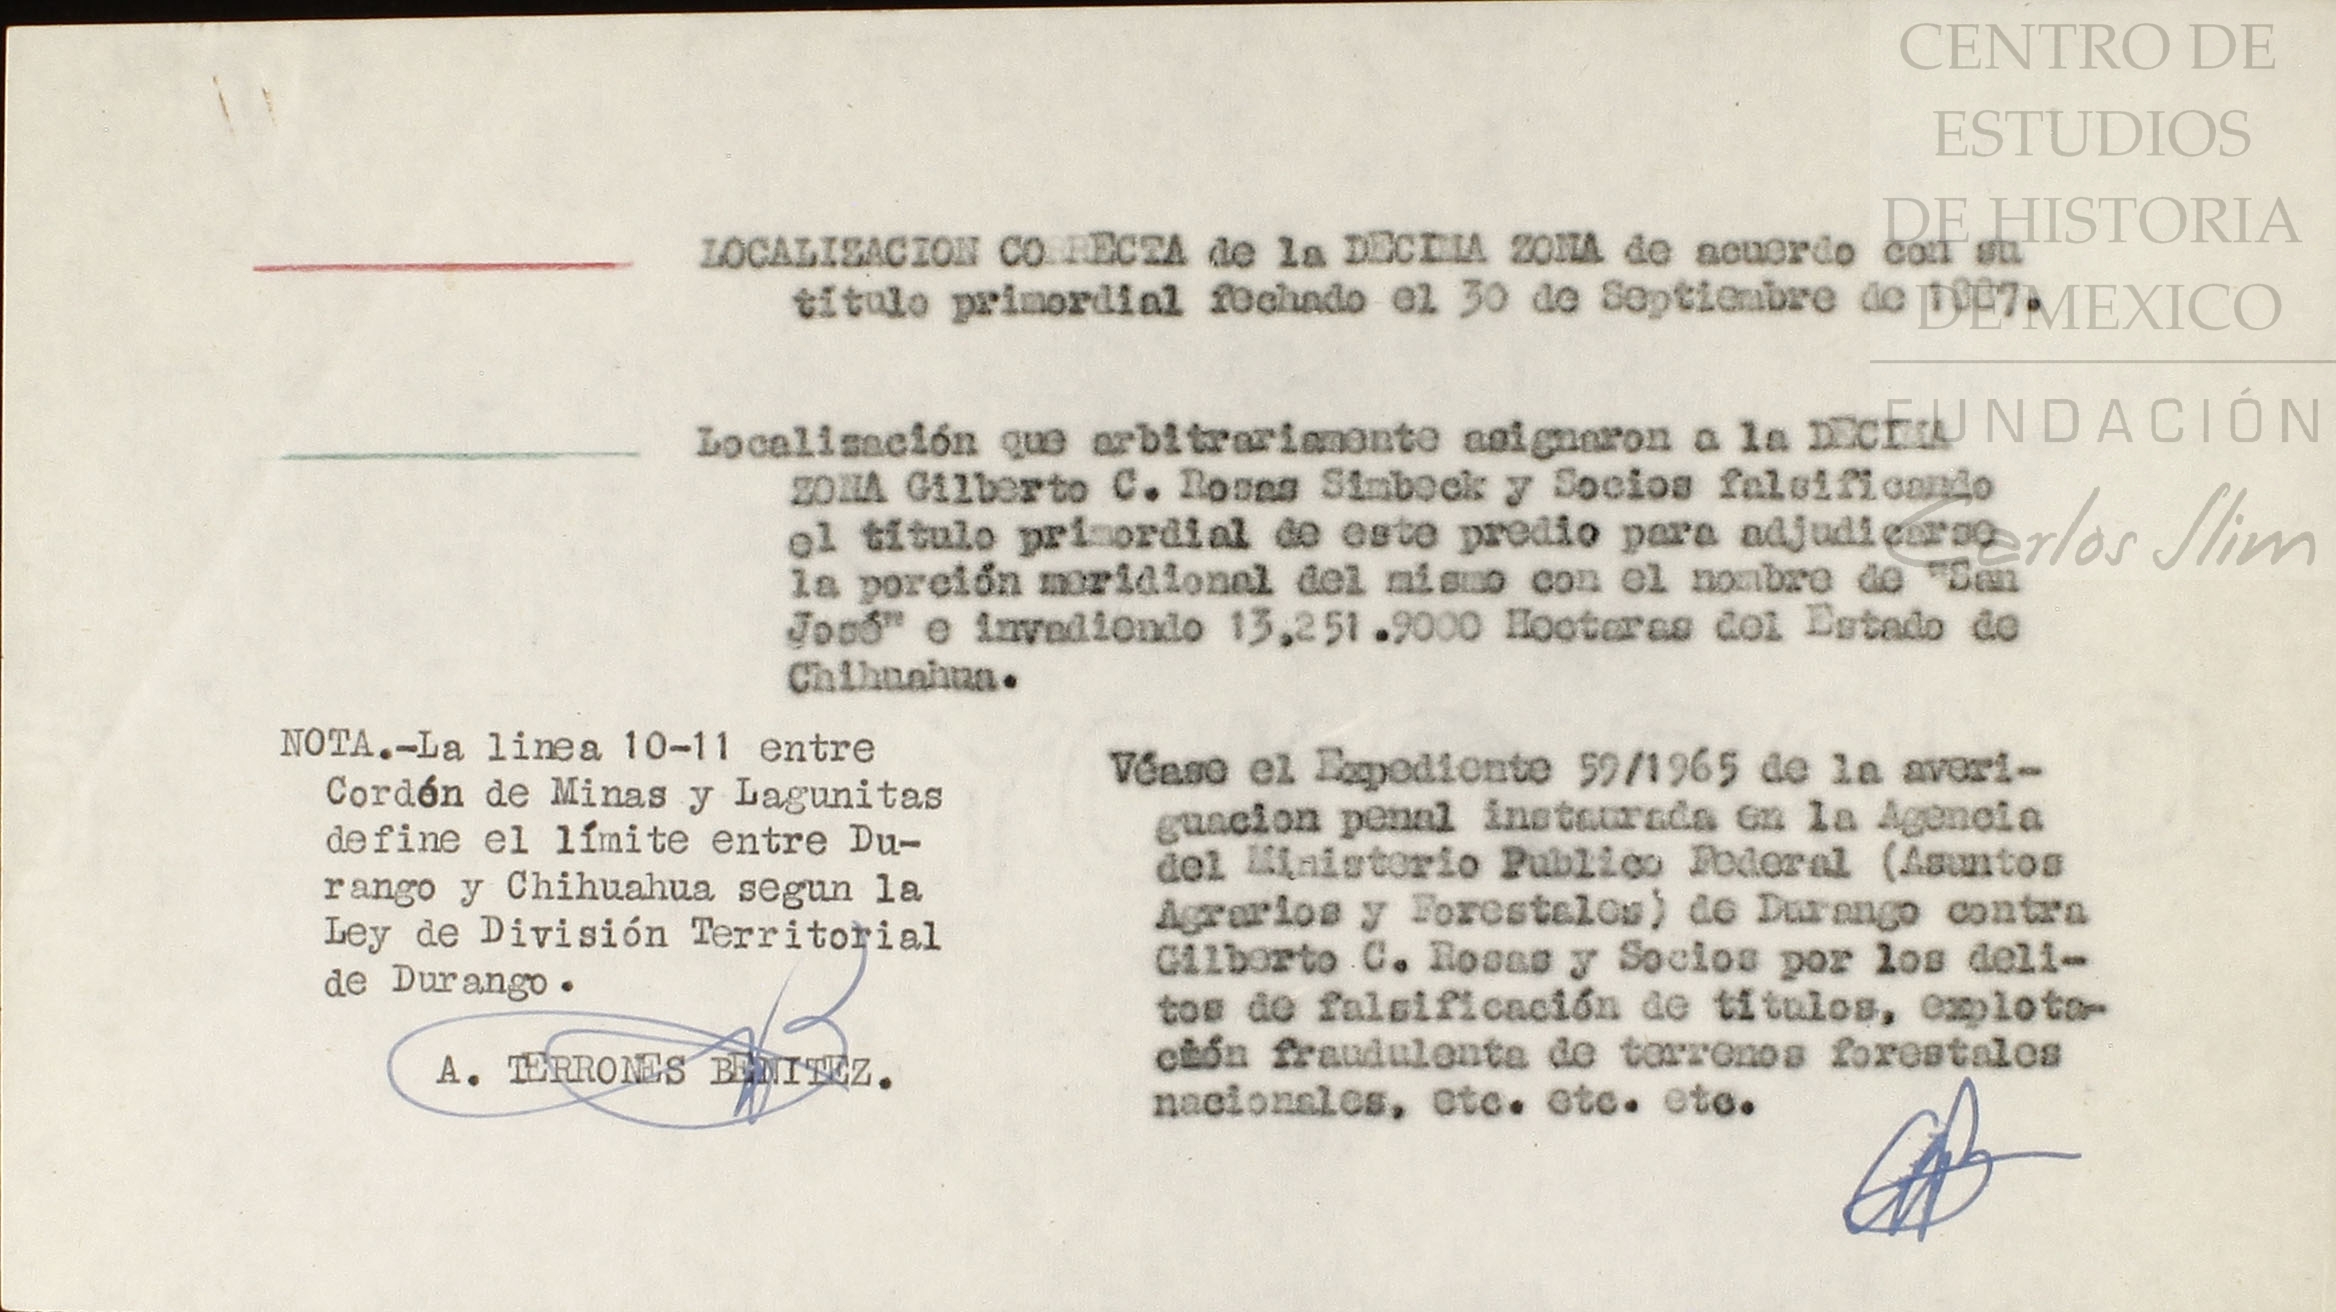 LOCALIZACION CORRECTA de la DECIMA ZONA de acuerdo con su
título primordial fechado el 30 de Septiembre de 1887.
Localización que arbitrariamente asignaron a la DECIMA
ZONA Gilberto C. Rosas Simbeck y Socios falsificando
el título primordial de este predio para adjudicarse
la porción meridional del mismo con el nombre de "San
José" e invadiendo 13,251.9000 Hectaras del Estado de
Chihuahua.
NOTA.-La linea 10-11 entre
Cordón de Minas y Lagunitas
define el límite entre Du-
rango y Chihuahua segun la
Ley de División Territorial
de Durango.
A. TERRONES BENITEZ.
Véase el Expediente 59/1965 de la averi-
guacion penal instaurada en la Agencia
del Ministerio Publico Federal (Asuntos
Agrarios y Forestales) de Durango contra
Gilberto C. Rosas y Socios por los deli-
tos de falsificación de títulos, explota-
ción fraudulenta de terrenos forestales
nacionales, etc. etc. etc.
CENTRO DE
ESTUDIOS
DE HISTORIA
DE MEXICO
FUNDACIÓN
Carlos Slim